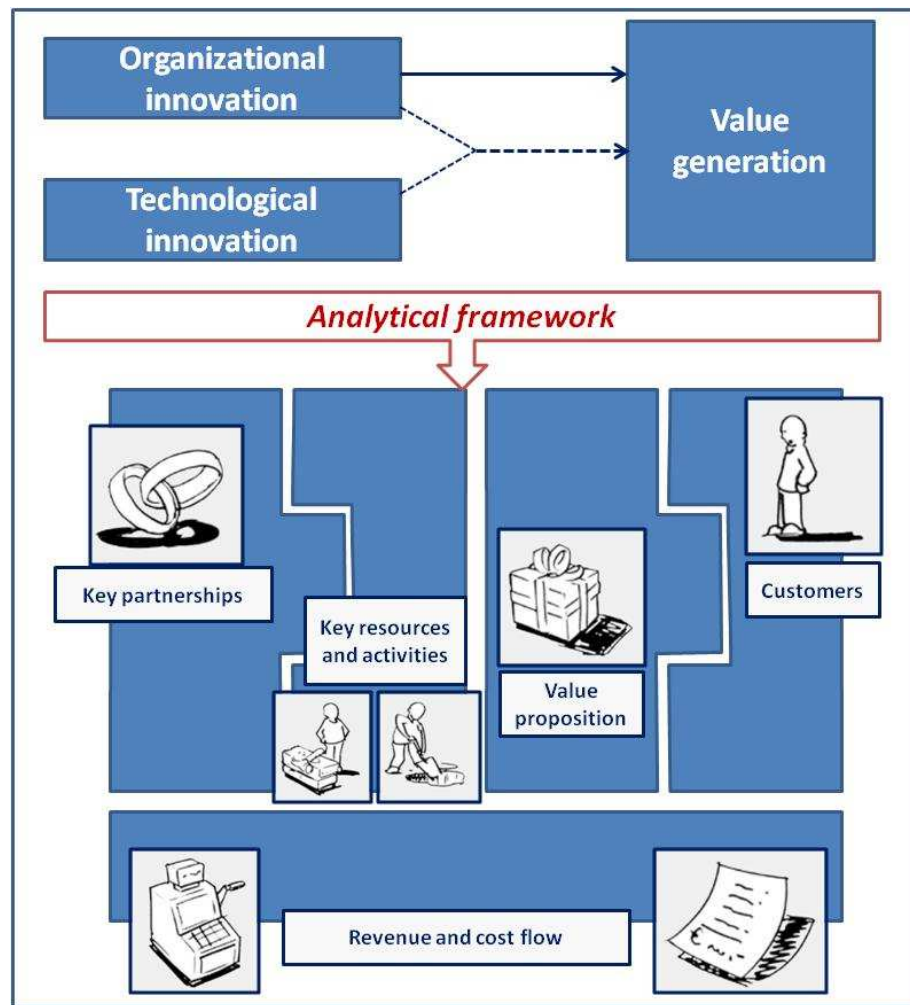 Organizational
innovation
Value
generation
Technological
innovation
Analytical framework
Key partnerships
Customers
Key resources
and activities
Value
proposition
Revenue and cost flow